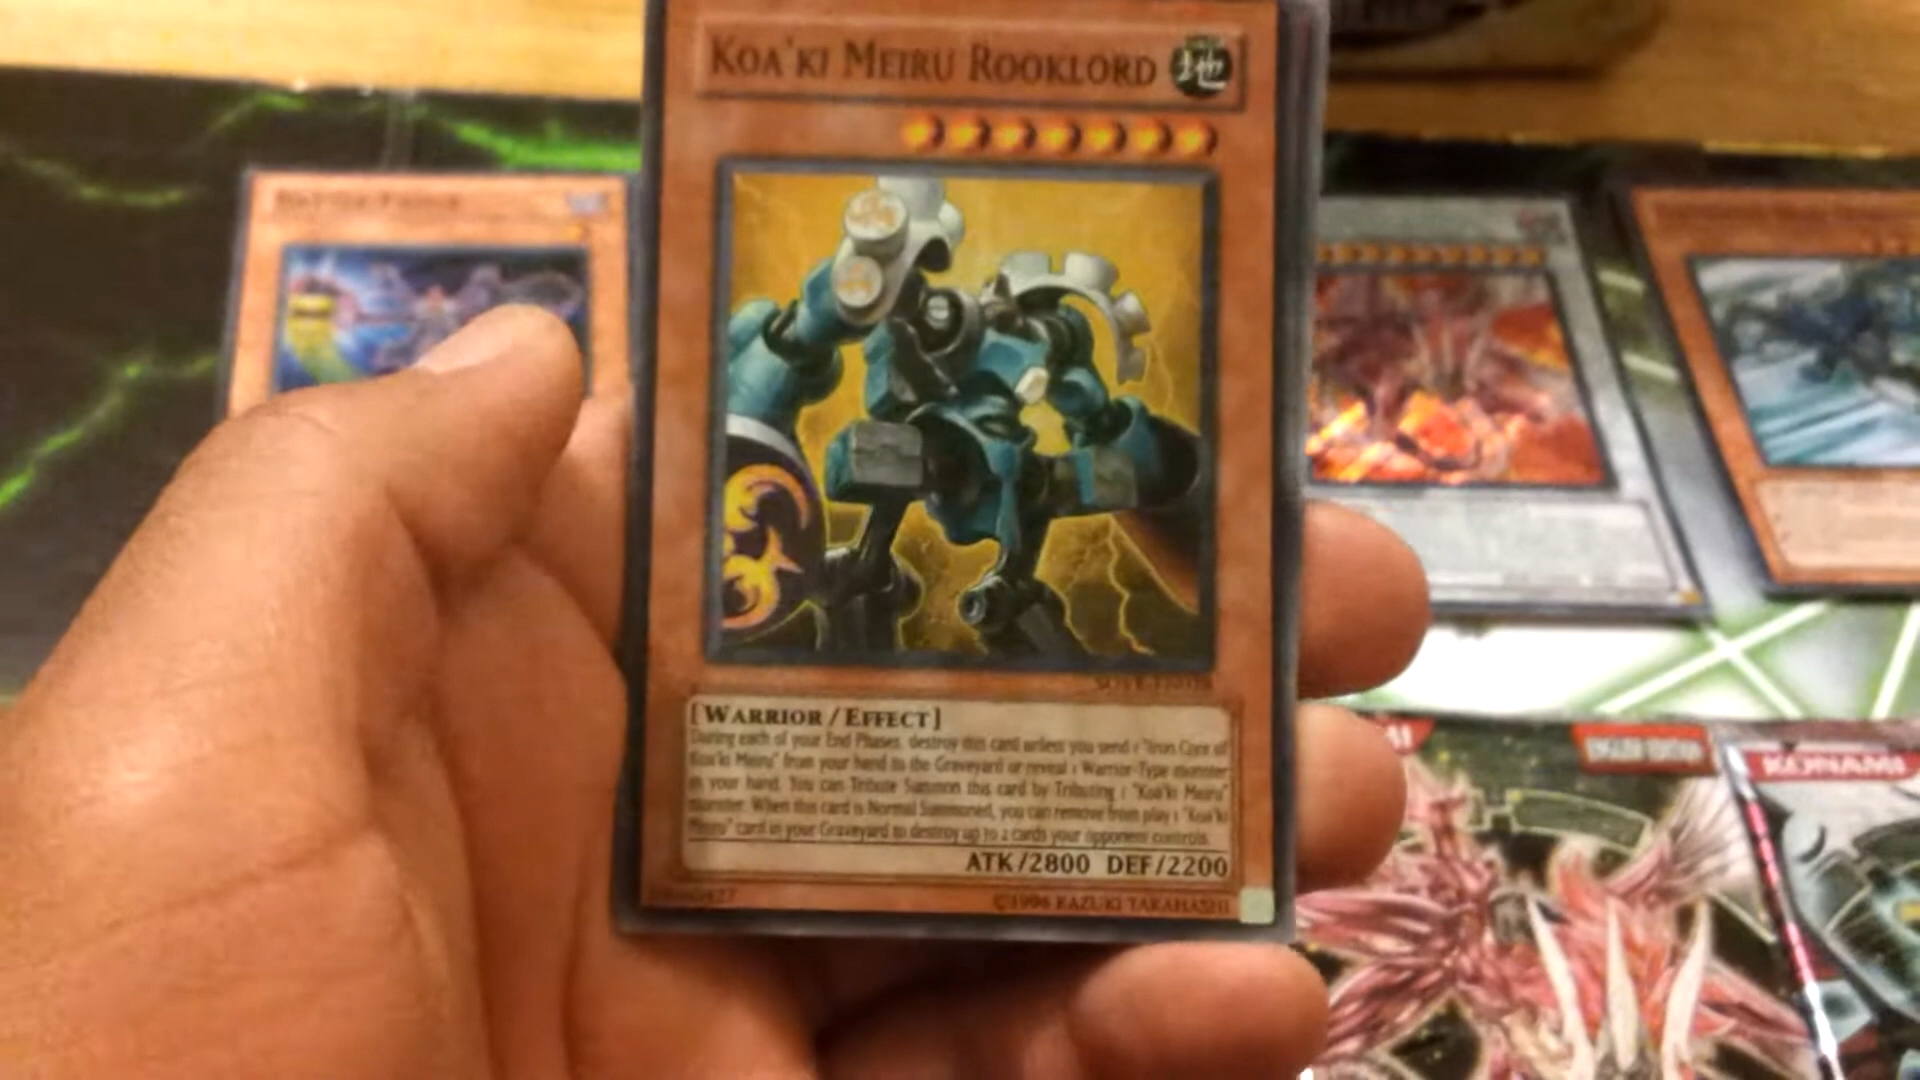 KOA'KI MEIRU ROOKLORD
[WARRIOR/EFFECT]
During each of your End Phases, destroy this card unless you send 1 "Iron Core of
Koa'ki Meiru" from your hand to the Graveyard or reveal 1 Warrior-Type monster
in your hand. You can Tribute Summon this card by Tributing 1 "Koa'ki Meiru"
monster. When this card is Normal Summoned, you can remove from play 1 "Koa'ki
Meiru" card in your Graveyard to destroy up to 2 cards your opponent controls.
ATK/2800 DEF/2200
©1996 KAZUKI TAKAHASHI
KONAMI